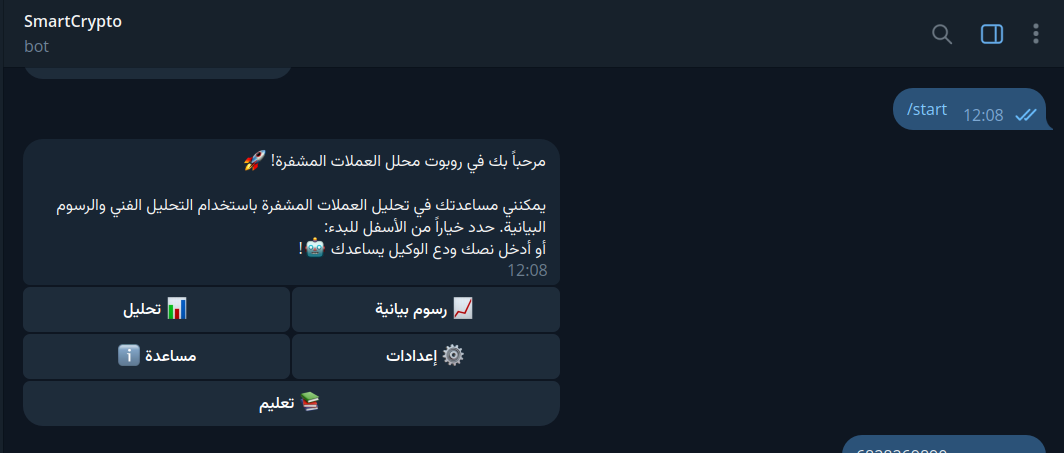 SmartCrypto
bot
/start 12:08
مرحباً بك في روبوت محلل العملات المشفرة! 🚀
يمكنني مساعدتك في تحليل العملات المشفرة باستخدام التحليل الفني والرسوم
البيانية. حدد خياراً من الأسفل للبدء:
أو أدخل نصك ودع الوكيل يساعدك 🤖!
12:08
📊 تحليل
📈 رسوم بيانية
مساعدة ℹ️
⚙️ إعدادات
📚 تعليم